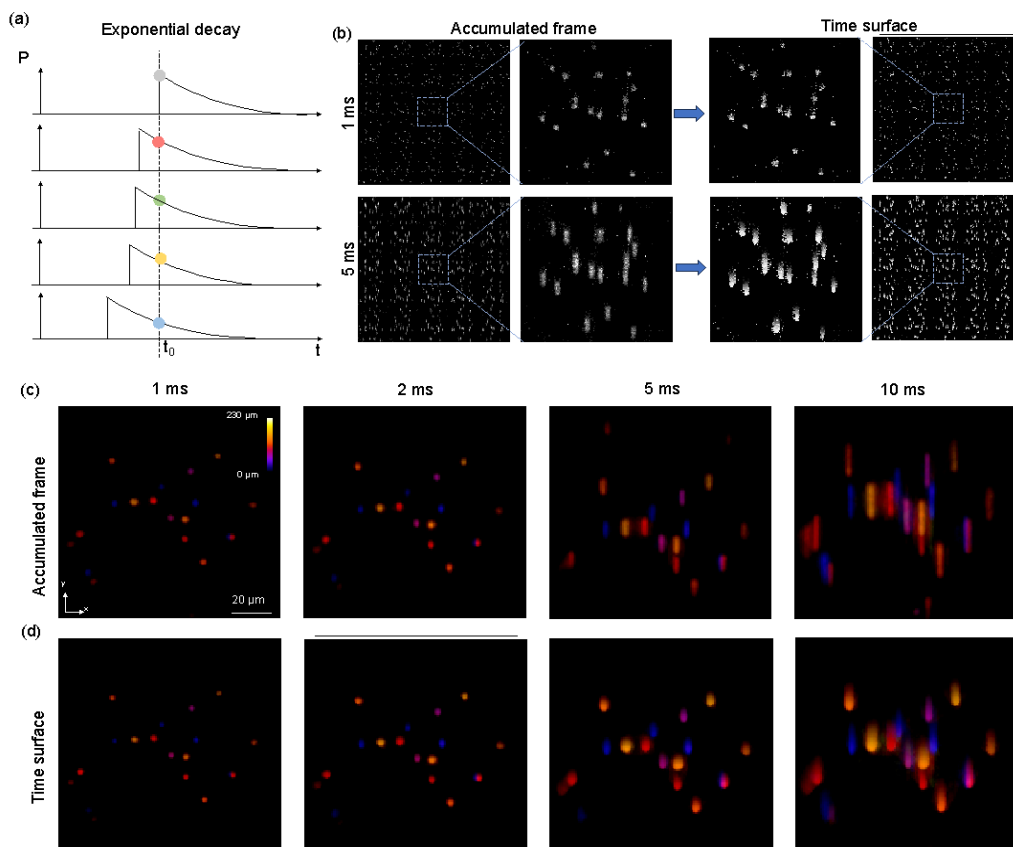 (a)
Exponential decay
P
t₀
t
(b)
Accumulated frame
Time surface
1 ms
5 ms
(c)
1 ms
2 ms
5 ms
10 ms
Accumulated frame
230 µm
0 µm
y
x
20 µm
(d)
Time surface